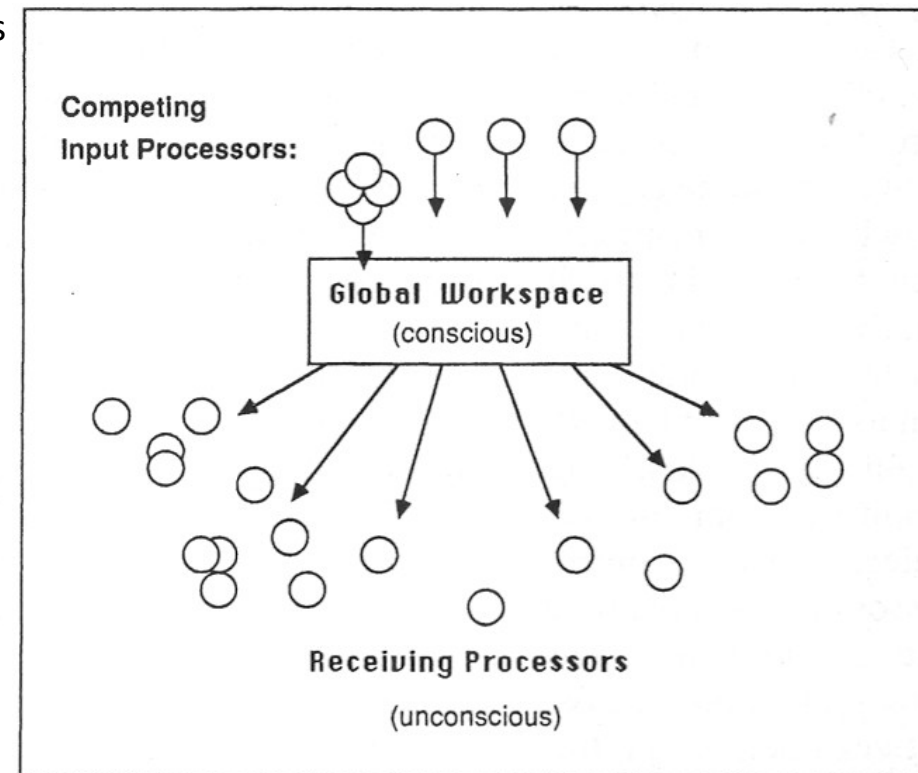 s
Competing
Input Processors:
Global Workspace
(conscious)
Receiving Processors
(unconscious)